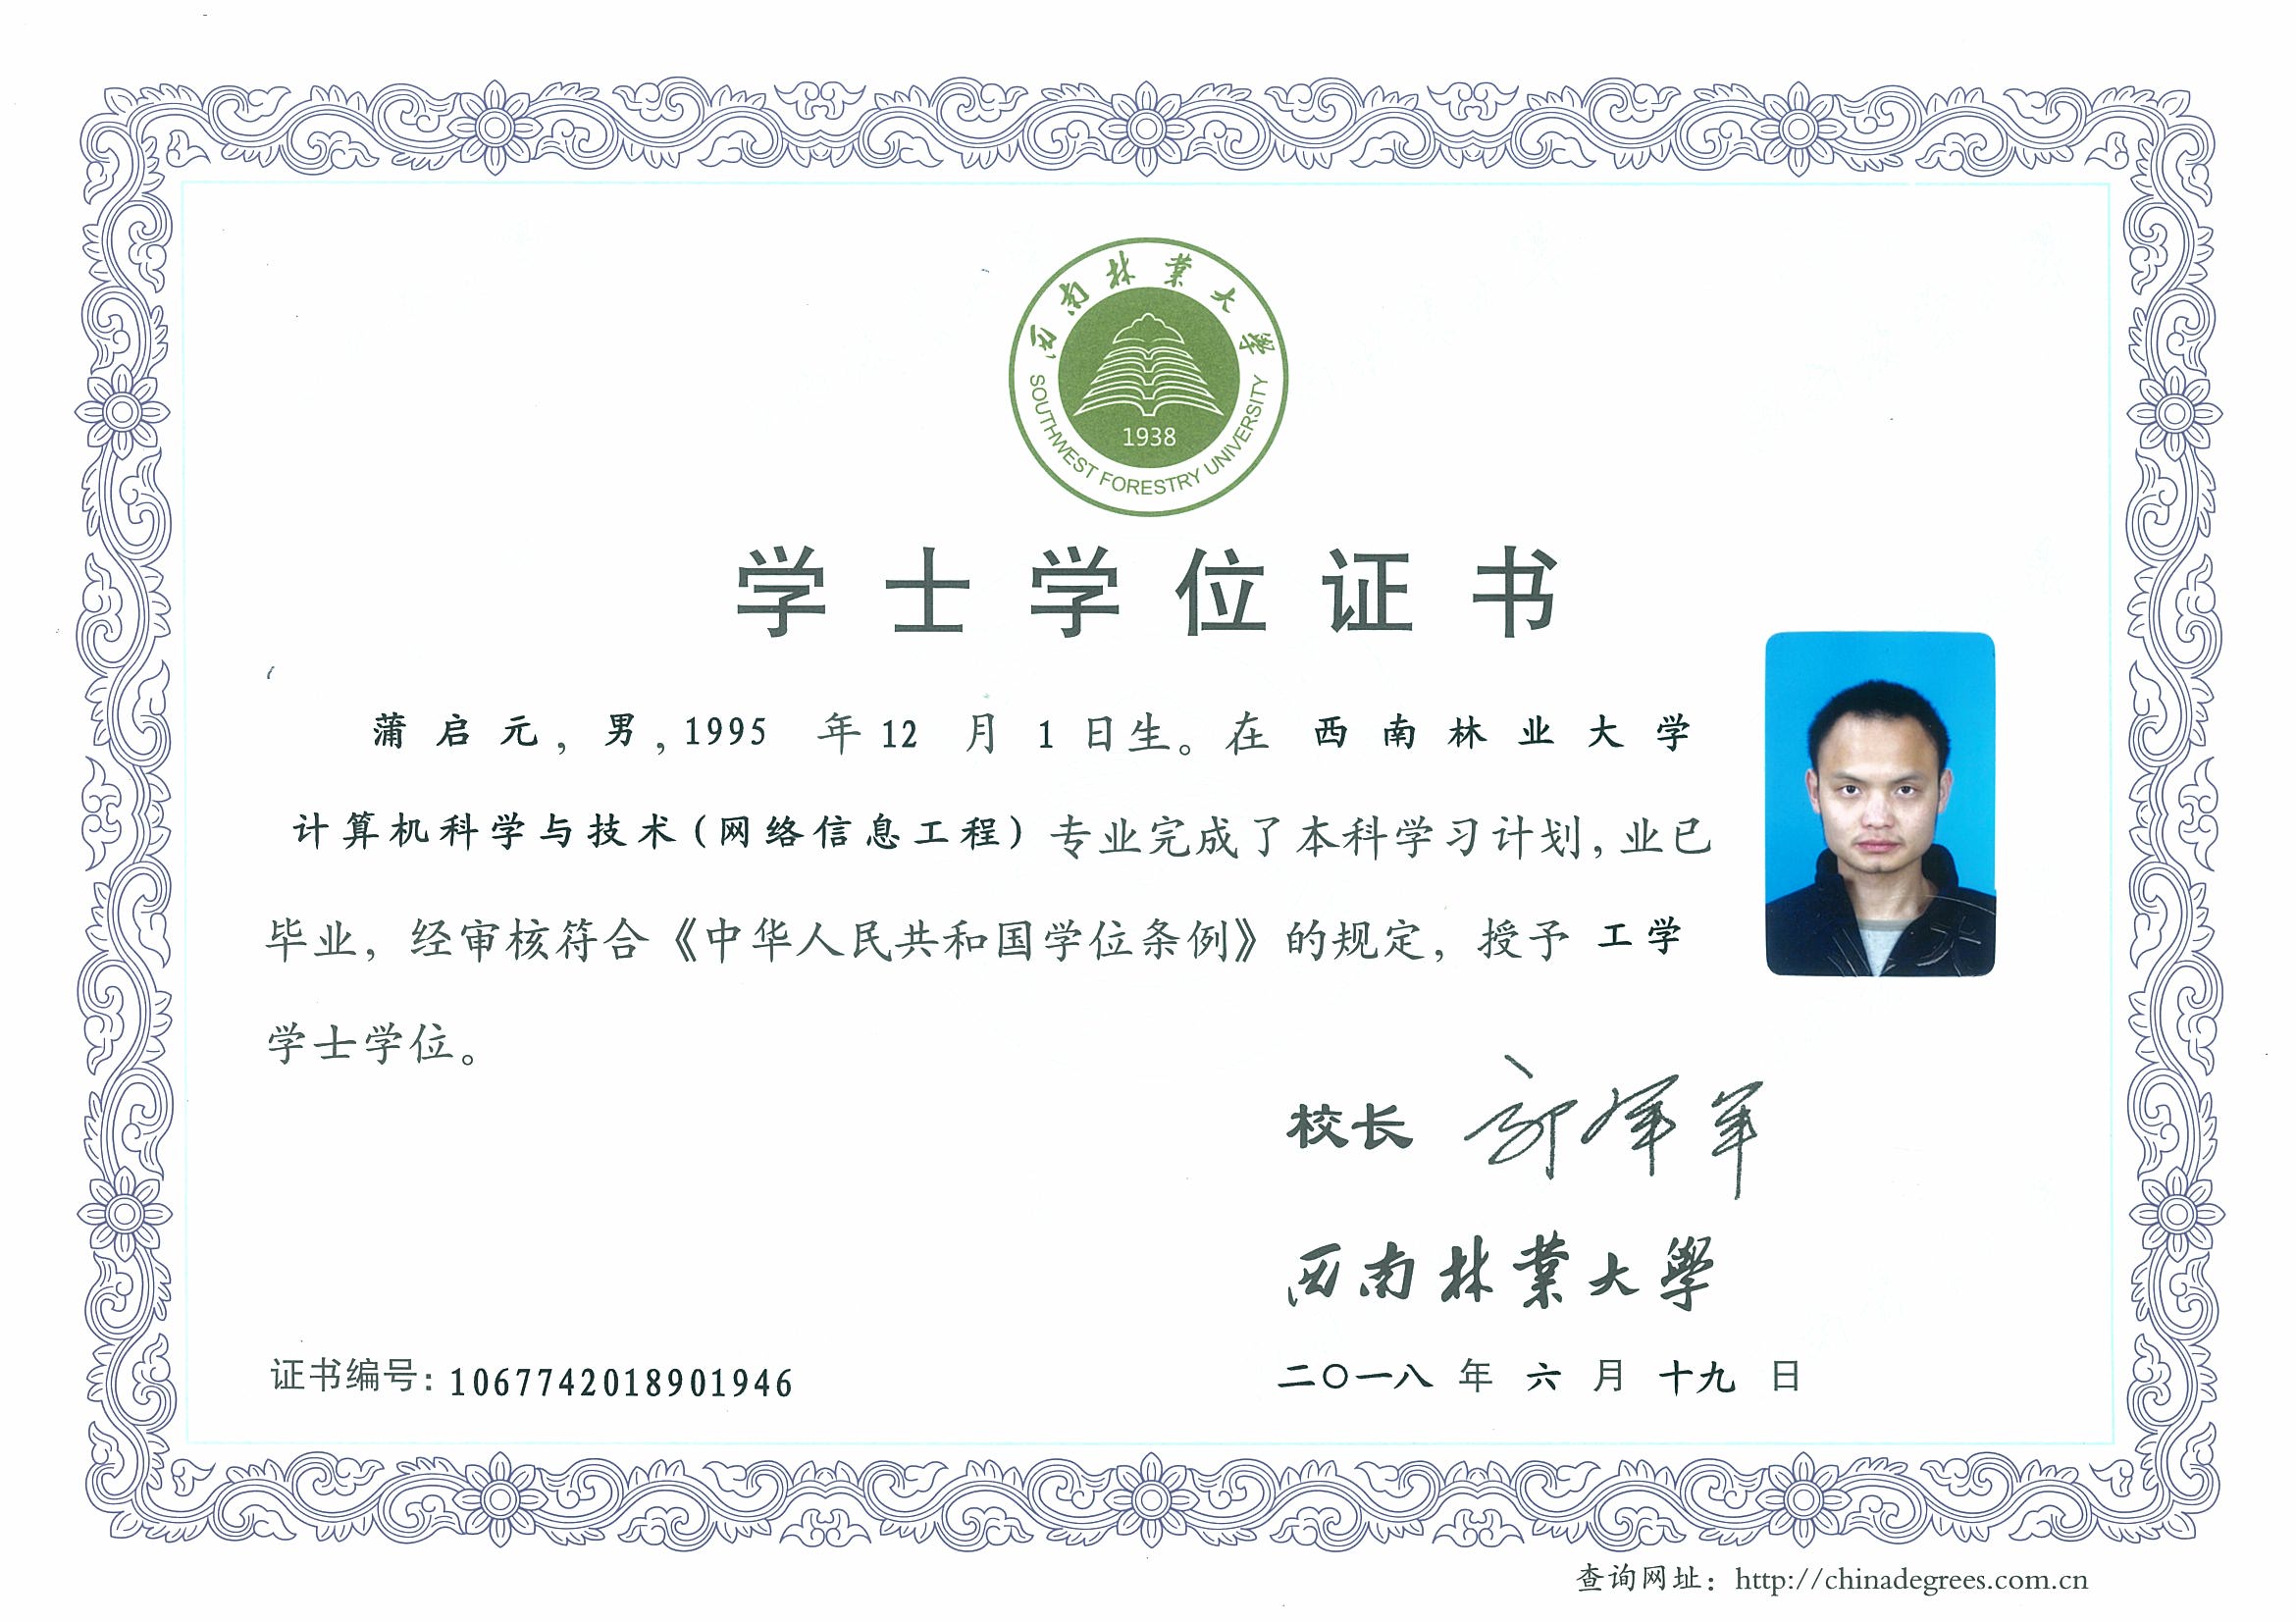 西南林業大學
1938
SOUTHWEST FORESTRY UNIVERSITY
学士学位证书
蒲启元，男，1995 年 12 月 1 日生。在 西南林业大学
计算机科学与技术(网络信息工程) 专业完成了本科学习计划，业已
毕业，经审核符合《中华人民共和国学位条例》的规定，授予 工学
学士学位。
校长
西南林業大學
证书编号：1067742018901946
二〇一八 年 六 月 十九 日
查询网址：http://chinadegrees.com.cn